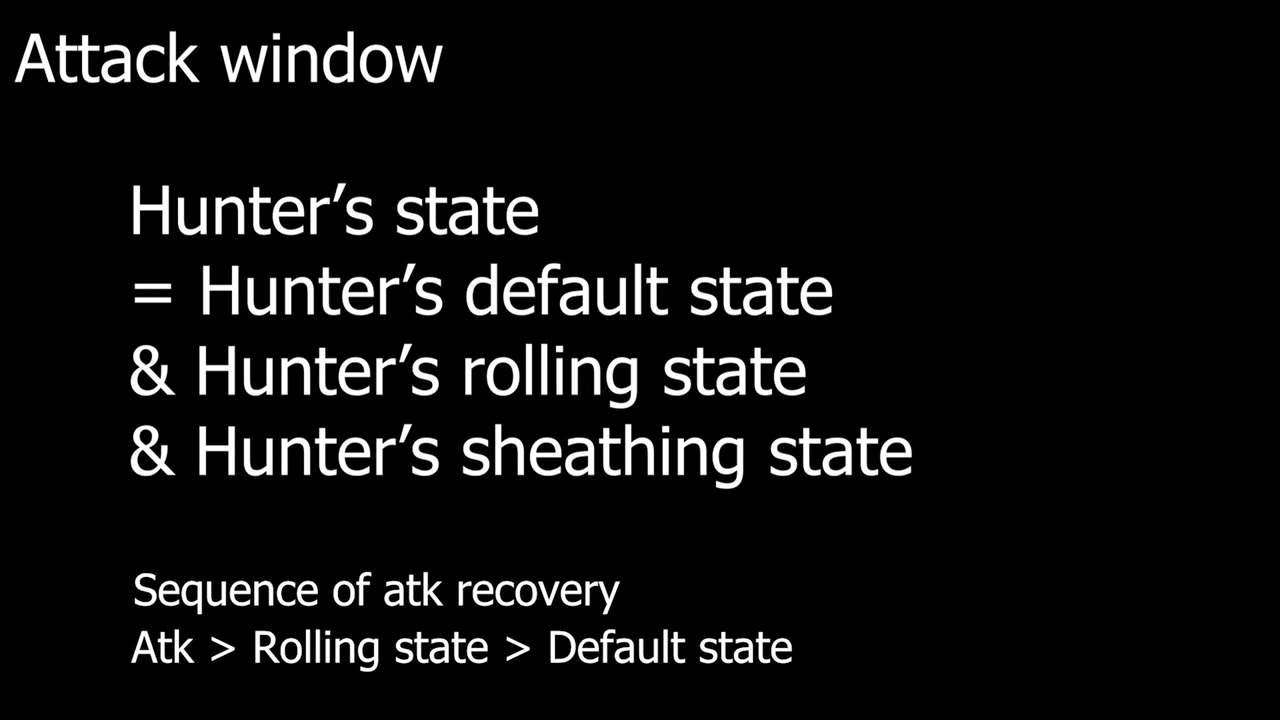 Attack window
Hunter’s state
= Hunter’s default state
& Hunter’s rolling state
& Hunter’s sheathing state
Sequence of atk recovery
Atk > Rolling state > Default state